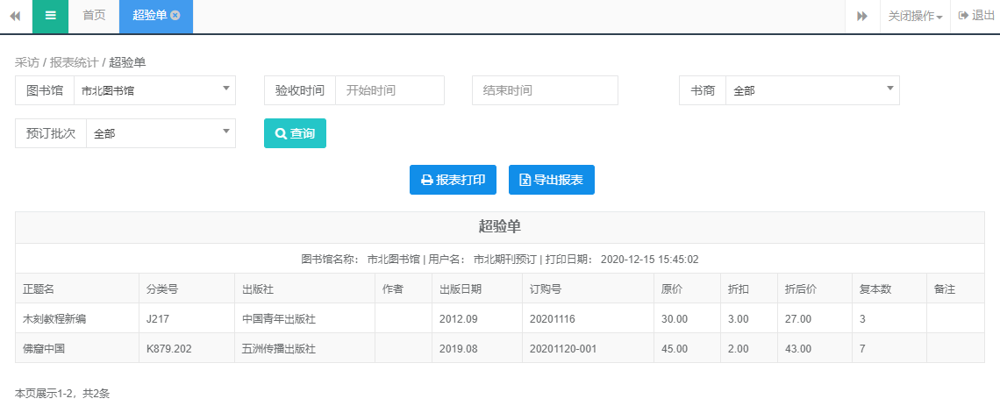 首页 超验单 关闭操作 退出
采访 / 报表统计 / 超验单
图书馆 市北图书馆 验收时间 开始时间 结束时间 书商 全部
预订批次 全部 查询
报表打印 导出报表
超验单
图书馆名称： 市北图书馆 | 用户名： 市北期刊预订 | 打印日期： 2020-12-15 15:45:02
正题名 分类号 出版社 作者 出版日期 订购号 原价 折扣 折后价 复本数 备注
木刻教程新编 J217 中国青年出版社 2012.09 20201116 30.00 3.00 27.00 3
佛窟中国 K879.202 五洲传播出版社 2019.08 20201120-001 45.00 2.00 43.00 7
本页展示1-2，共2条